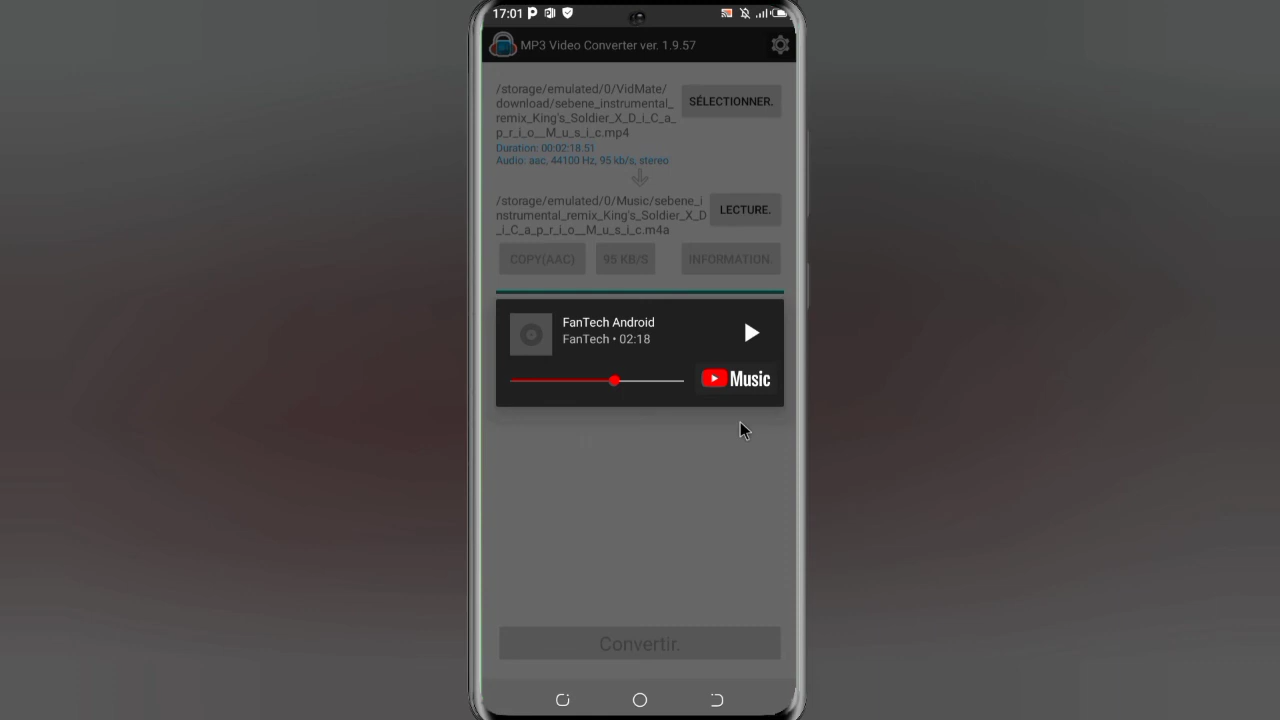 17:01
MP3 Video Converter ver. 1.9.57
/storage/emulated/0/VidMate/
download/sebene_instrumental_
remix_King's_Soldier_X_D_i_C_a_
p_r_i_o__M_u_s_i_c.mp4
SÉLECTIONNER.
Duration: 00:02:18.51
Audio: aac, 44100 Hz, 95 kb/s, stereo
/storage/emulated/0/Music/sebene_i
nstrumental_remix_King's_Soldier_X_D
_i_C_a_p_r_i_o__M_u_s_i_c.m4a
LECTURE.
COPY(AAC)
95 KB/S
INFORMATION.
FanTech Android
FanTech • 02:18
Music
Convertir.